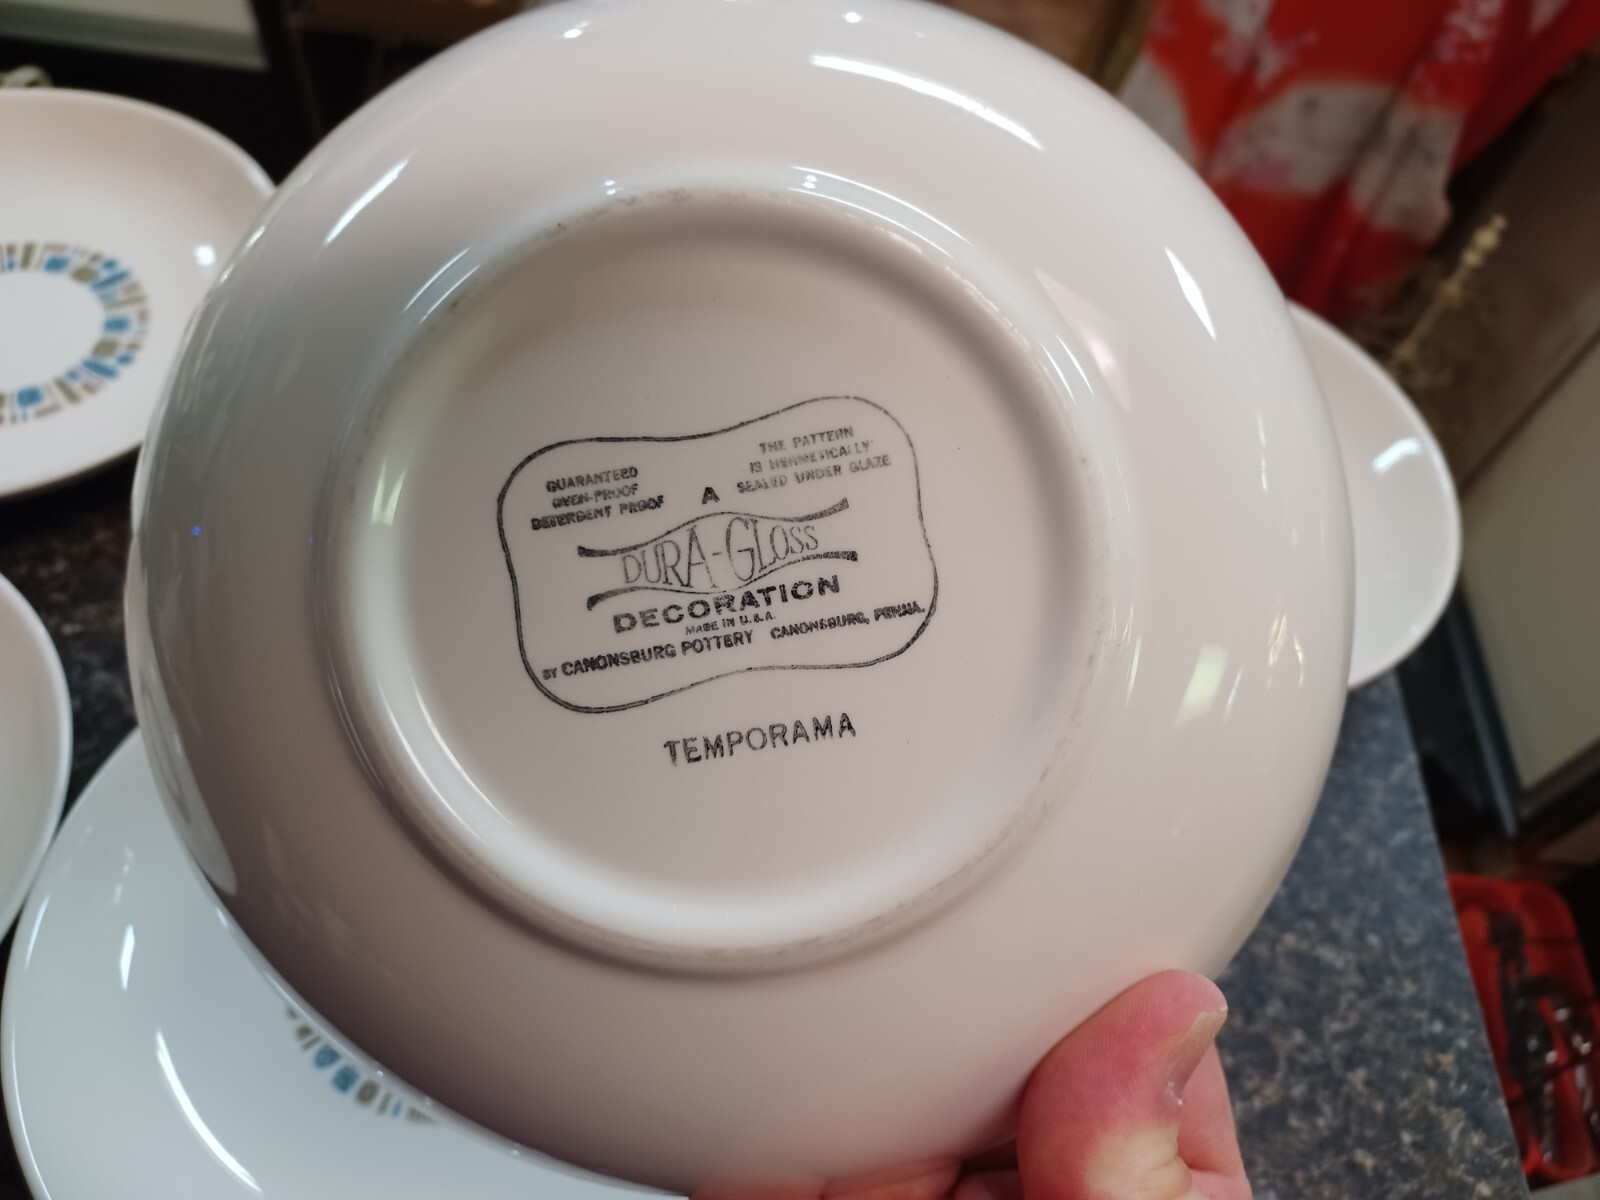 GUARANTEED
OVEN-PROOF
DETERGENT PROOF
THE PATTERN
IS HERMETICALLY
SEALED UNDER GLAZE
A
DURA-GLOSS
DECORATION
MADE IN U.S.A.
BY CANONSBURG POTTERY CANONSBURG, PENNA.
TEMPORAMA